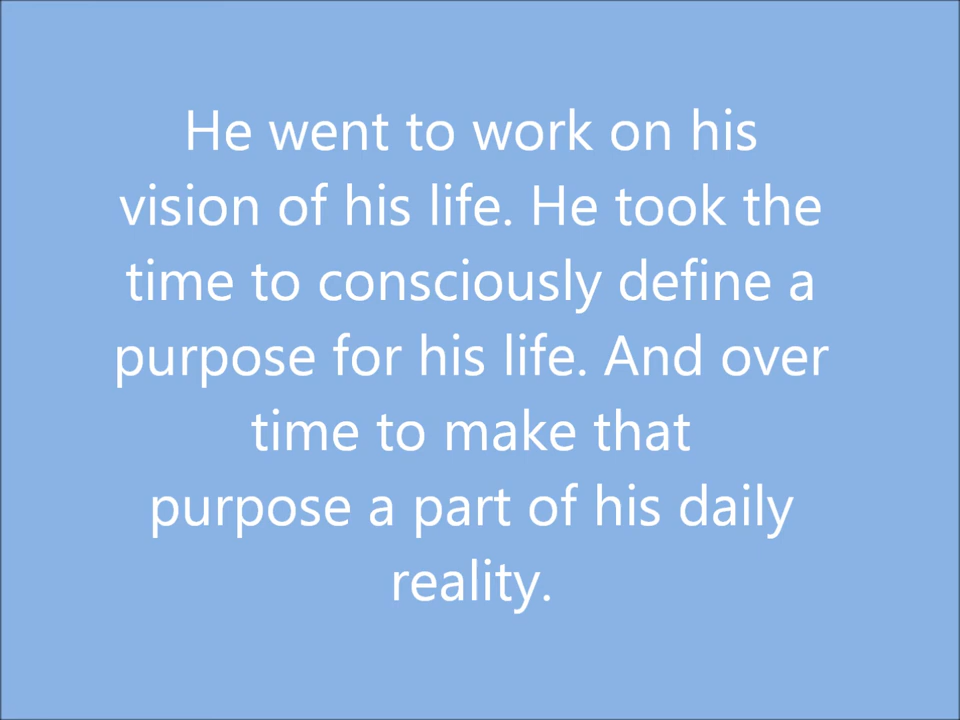 He went to work on his
vision of his life. He took the
time to consciously define a
purpose for his life. And over
time to make that
purpose a part of his daily
reality.